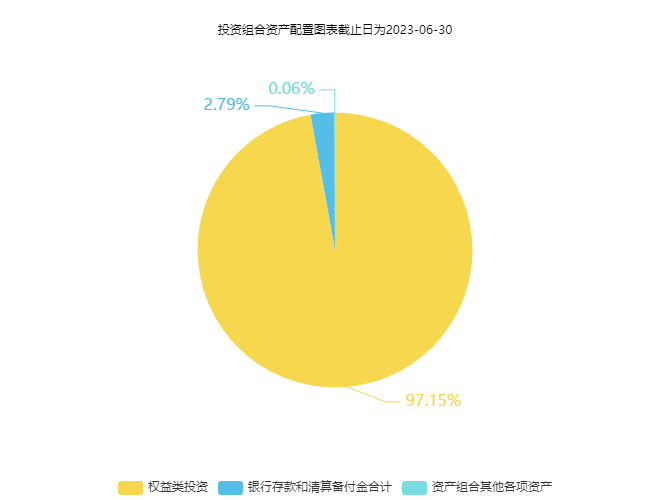 投资组合资产配置图表截止日为2023-06-30
0.06%
2.79%
97.15%
权益类投资
银行存款和清算备付金合计
资产组合其他各项资产